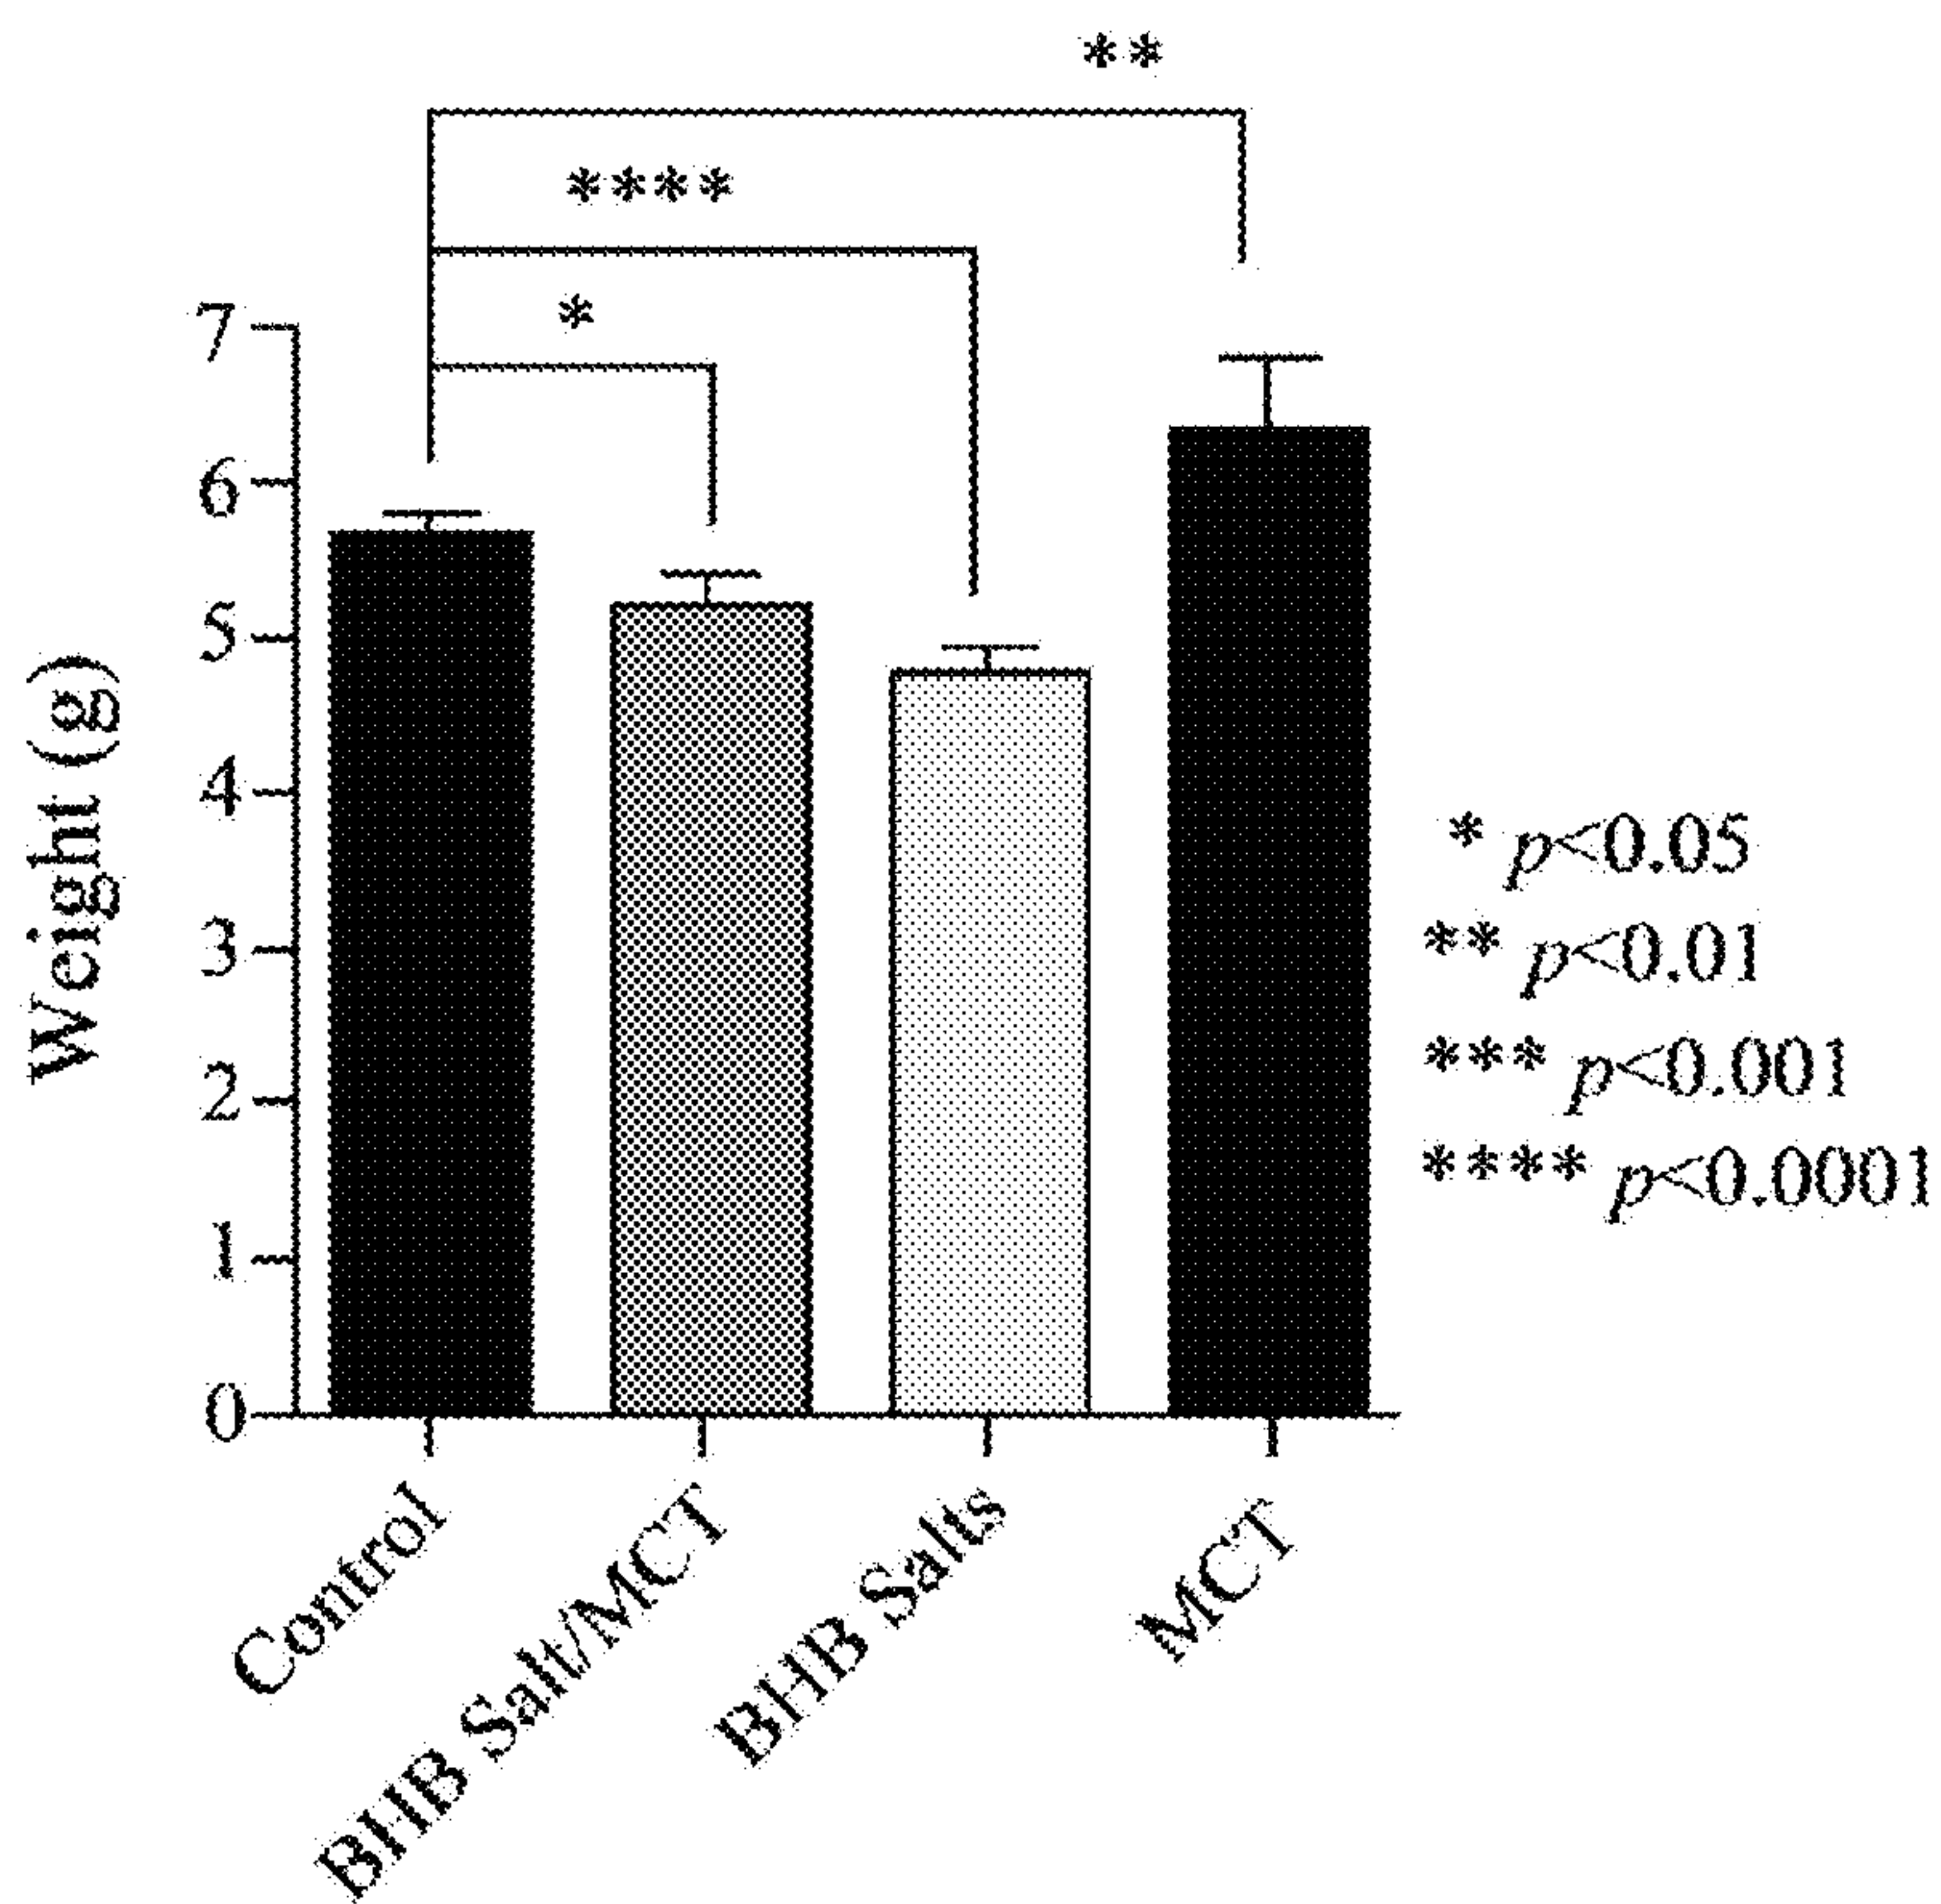 **
****
*
7
6
5
4
3
2
1
0
Weight (g)
* p<0.05
** p<0.01
*** p<0.001
**** p<0.0001
Control
BHB Salt/MCT
BHB Salts
MCT